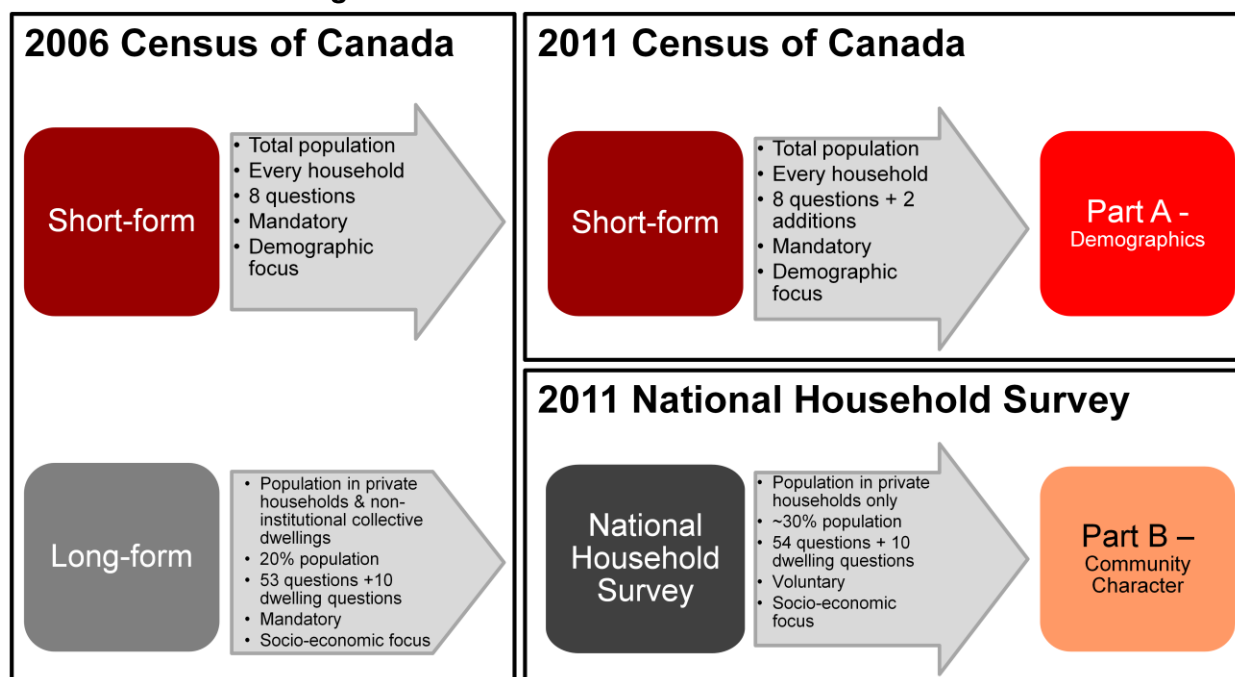 2006 Census of Canada
Short-form
• Total population
• Every household
• 8 questions
• Mandatory
• Demographic
focus
Long-form
• Population in private
households & non-
institutional collective
dwellings
• 20% population
• 53 questions +10
dwelling questions
• Mandatory
• Socio-economic focus
2011 Census of Canada
Short-form
• Total population
• Every household
• 8 questions + 2
additions
• Mandatory
• Demographic
focus
Part A -
Demographics
2011 National Household Survey
National
Household
Survey
• Population in private
households only
• ~30% population
• 54 questions + 10
dwelling questions
• Voluntary
• Socio-economic
focus
Part B –
Community
Character